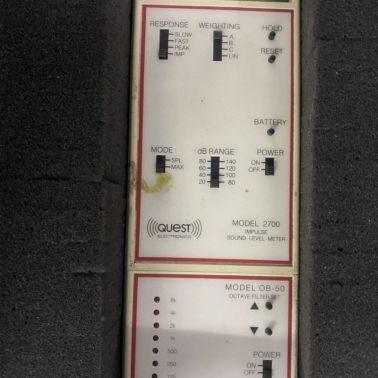 RESPONSE
SLOW
FAST
PEAK
IMP
WEIGHTING
A
B
C
LIN
HOLD
RESET
BATTERY
MODE
SPL
MAX
dB RANGE
80 140
60 120
40 100
20 80
POWER
ON
OFF
QUEST
ELECTRONICS
MODEL 2700
IMPULSE
SOUND LEVEL METER
MODEL OB-50
OCTAVE FILTER SET
8k
4k
2k
1k
500
250
125
POWER
ON
OFF